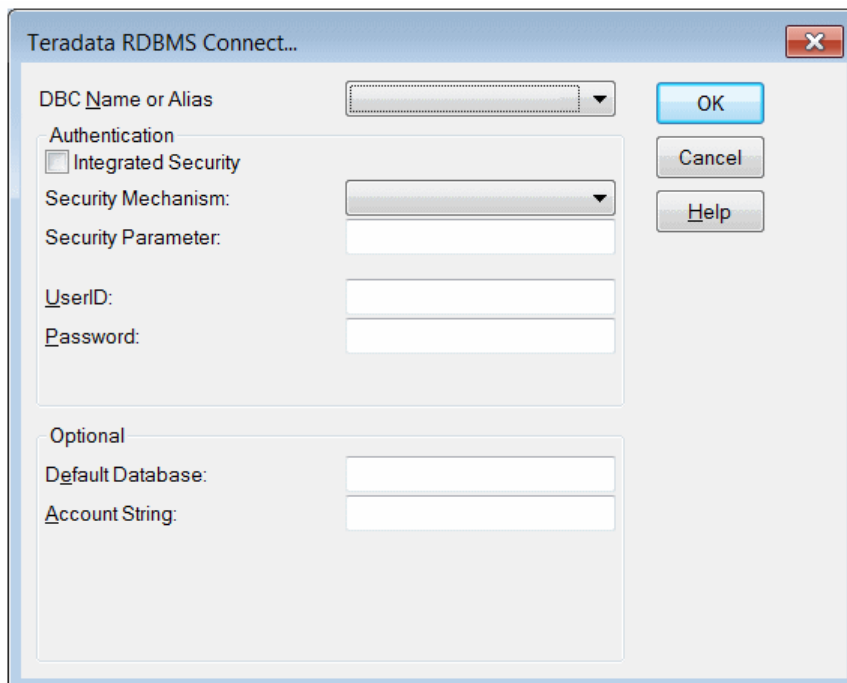 Teradata RDBMS Connect...
DBC Name or Alias
OK
Authentication
Integrated Security
Cancel
Security Mechanism:
Help
Security Parameter:
UserID:
Password:
Optional
Default Database:
Account String: